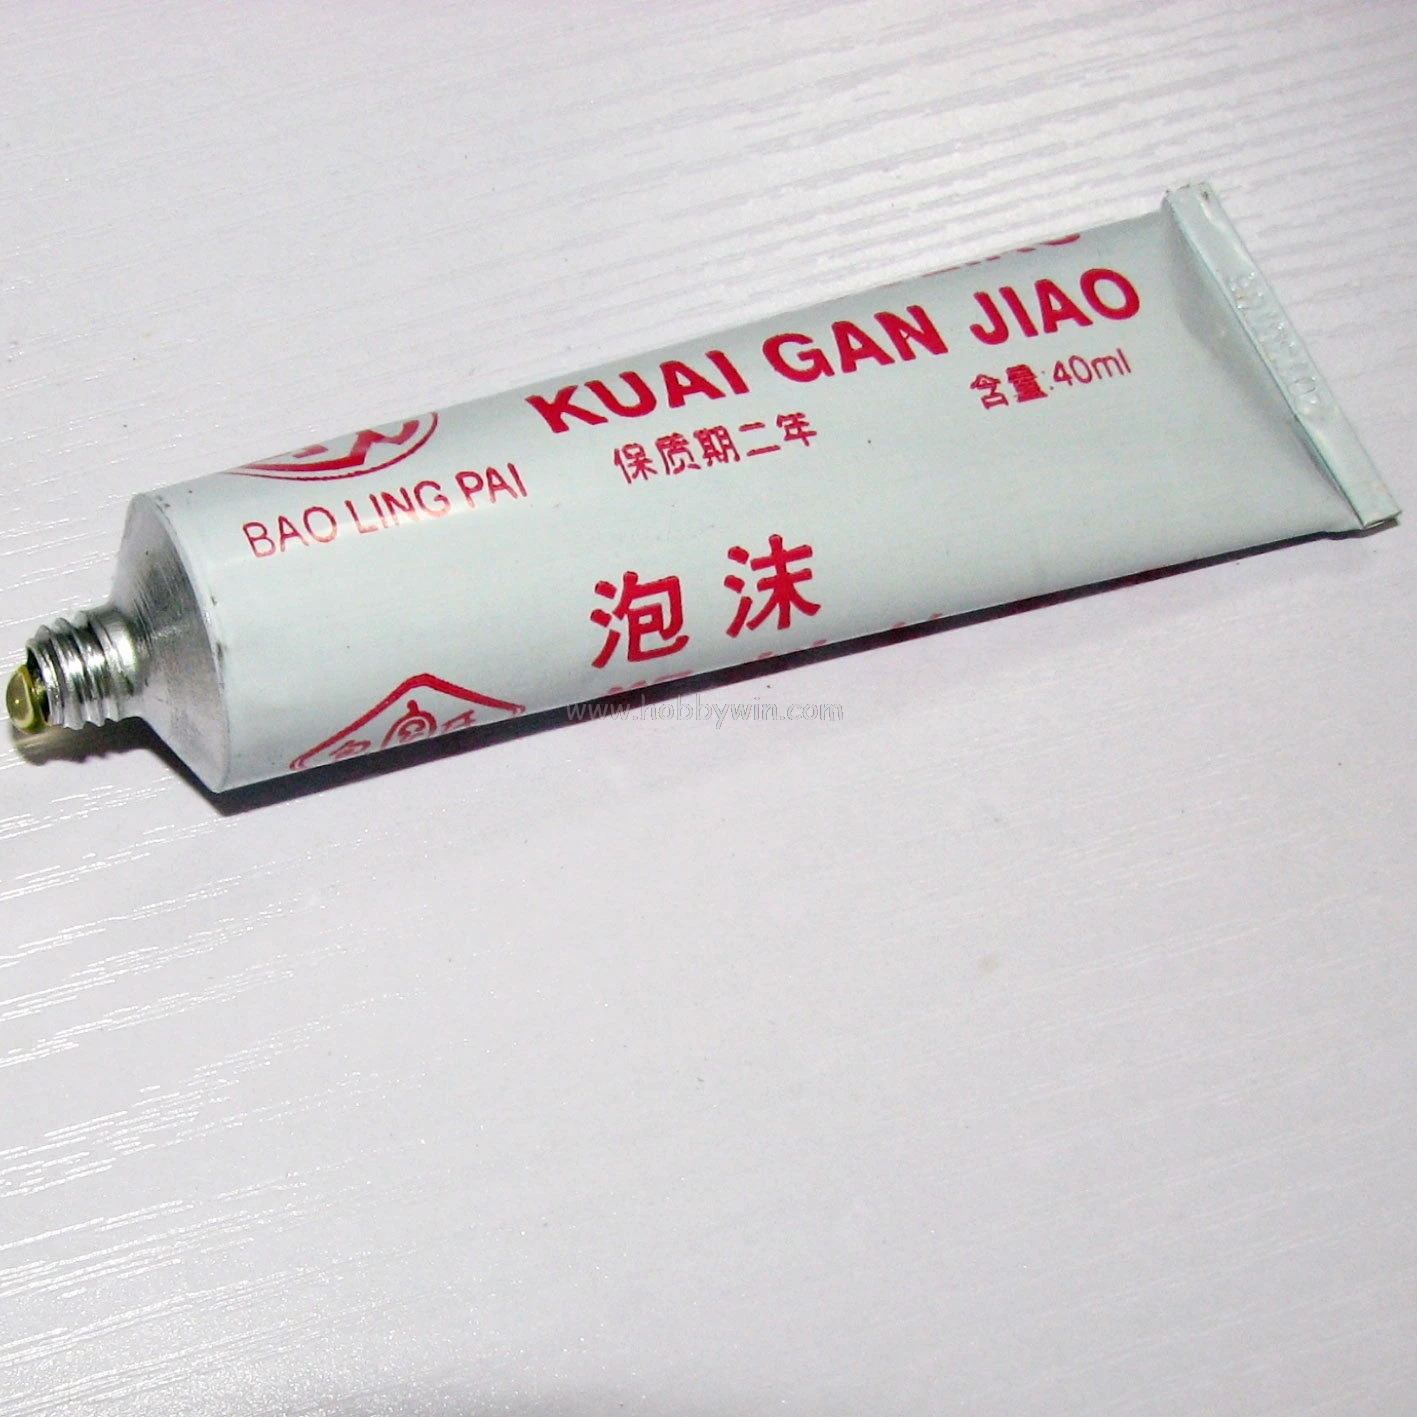 KUAI GAN JIAO
含量:40ml
保质期二年
BAO LING PAI
泡沫
www.hobbywin.com